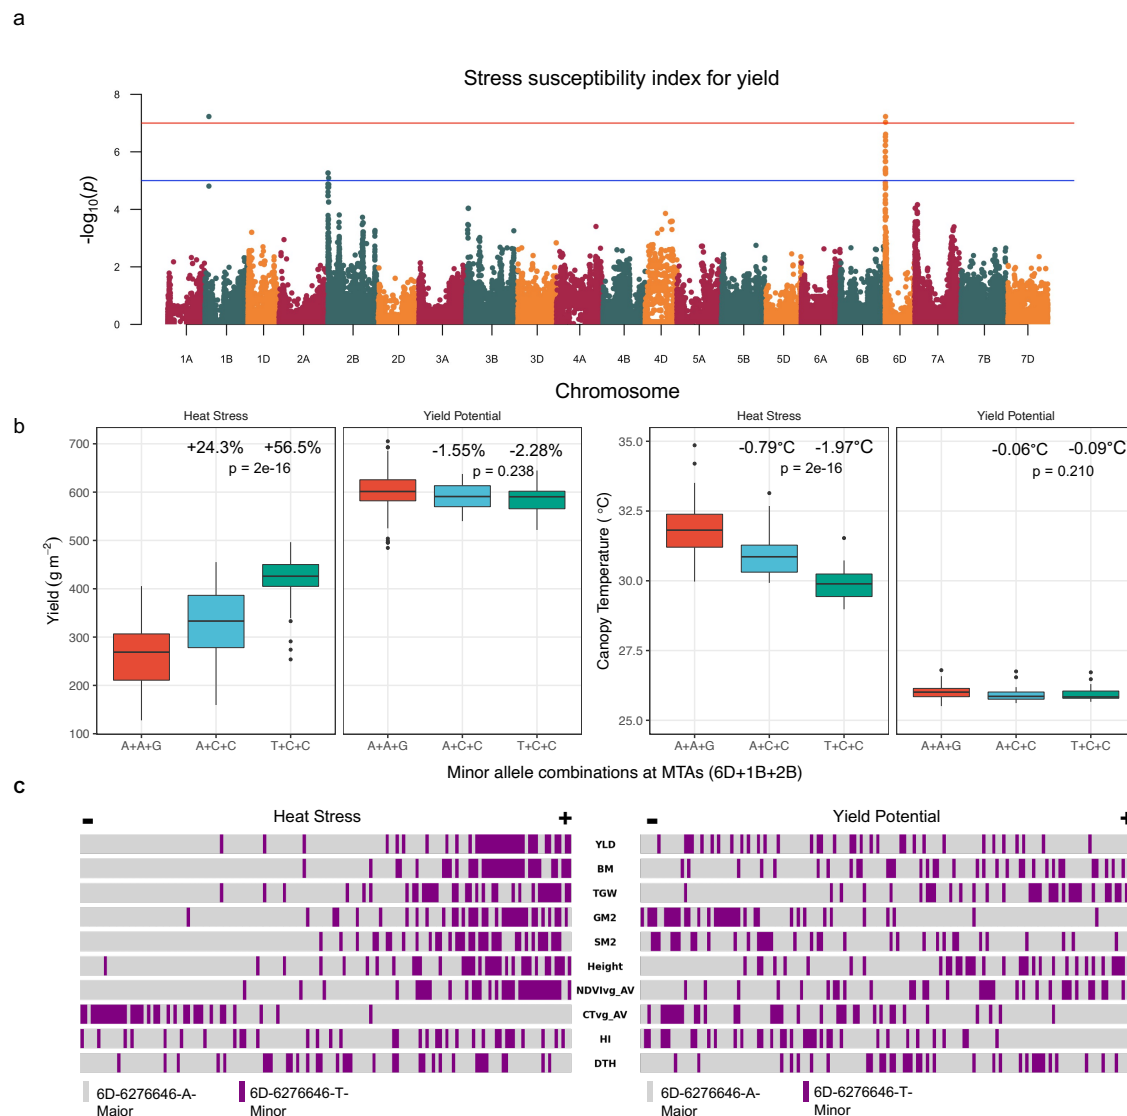 a
Stress susceptibility index for yield
8
6
4
2
0
-log₁₀(p)
1A 1B 1D 2A 2B 2D 3A 3B 3D 4A 4B 4D 5A 5B 5D 6A 6B 6D 7A 7B 7D
Chromosome
b
Heat Stress
Yield Potential
Heat Stress
Yield Potential
+24.3% +56.5%
p = 2e-16
-1.55% -2.28%
p = 0.238
-0.79°C -1.97°C
p = 2e-16
-0.06°C -0.09°C
p = 0.210
700
600
500
400
300
200
100
Yield (g m⁻²)
35.0
32.5
30.0
27.5
25.0
Canopy Temperature ( °C)
A+A+G A+C+C T+C+C
A+A+G A+C+C T+C+C
A+A+G A+C+C T+C+C
A+A+G A+C+C T+C+C
Minor allele combinations at MTAs (6D+1B+2B)
c
- Heat Stress +
- Yield Potential +
YLD
BM
TGW
GM2
SM2
Height
NDVIvg_AV
CTvg_AV
HI
DTH
6D-6276646-A-
Major
6D-6276646-T-
Minor
6D-6276646-A-
Major
6D-6276646-T-
Minor